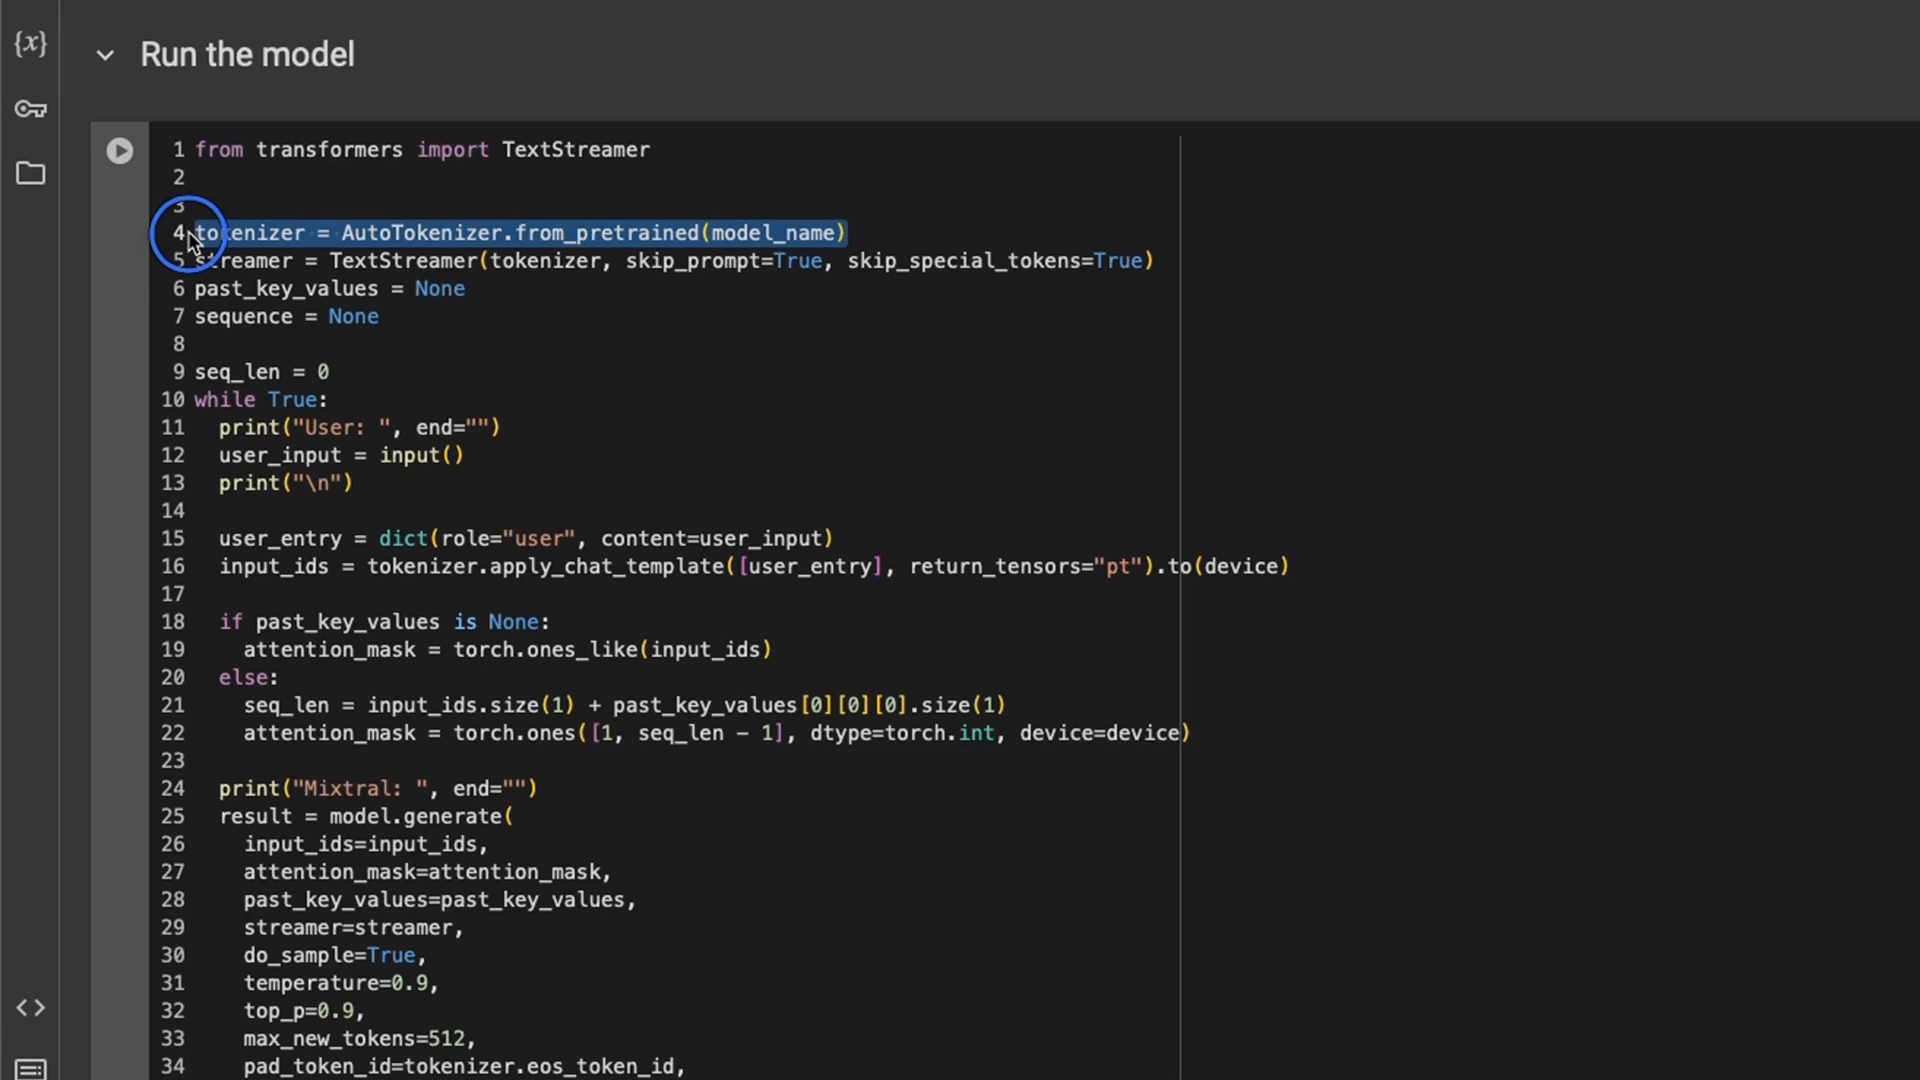 {x}
Run the model
1 from transformers import TextStreamer
2
3
4 tokenizer = AutoTokenizer.from_pretrained(model_name)
5 streamer = TextStreamer(tokenizer, skip_prompt=True, skip_special_tokens=True)
6 past_key_values = None
7 sequence = None
8
9 seq_len = 0
10 while True:
11   print("User: ", end="")
12   user_input = input()
13   print("\n")
14
15   user_entry = dict(role="user", content=user_input)
16   input_ids = tokenizer.apply_chat_template([user_entry], return_tensors="pt").to(device)
17
18   if past_key_values is None:
19     attention_mask = torch.ones_like(input_ids)
20   else:
21     seq_len = input_ids.size(1) + past_key_values[0][0][0].size(1)
22     attention_mask = torch.ones([1, seq_len - 1], dtype=torch.int, device=device)
23
24   print("Mixtral: ", end="")
25   result = model.generate(
26     input_ids=input_ids,
27     attention_mask=attention_mask,
28     past_key_values=past_key_values,
29     streamer=streamer,
30     do_sample=True,
31     temperature=0.9,
32     top_p=0.9,
33     max_new_tokens=512,
34     pad_token_id=tokenizer.eos_token_id,